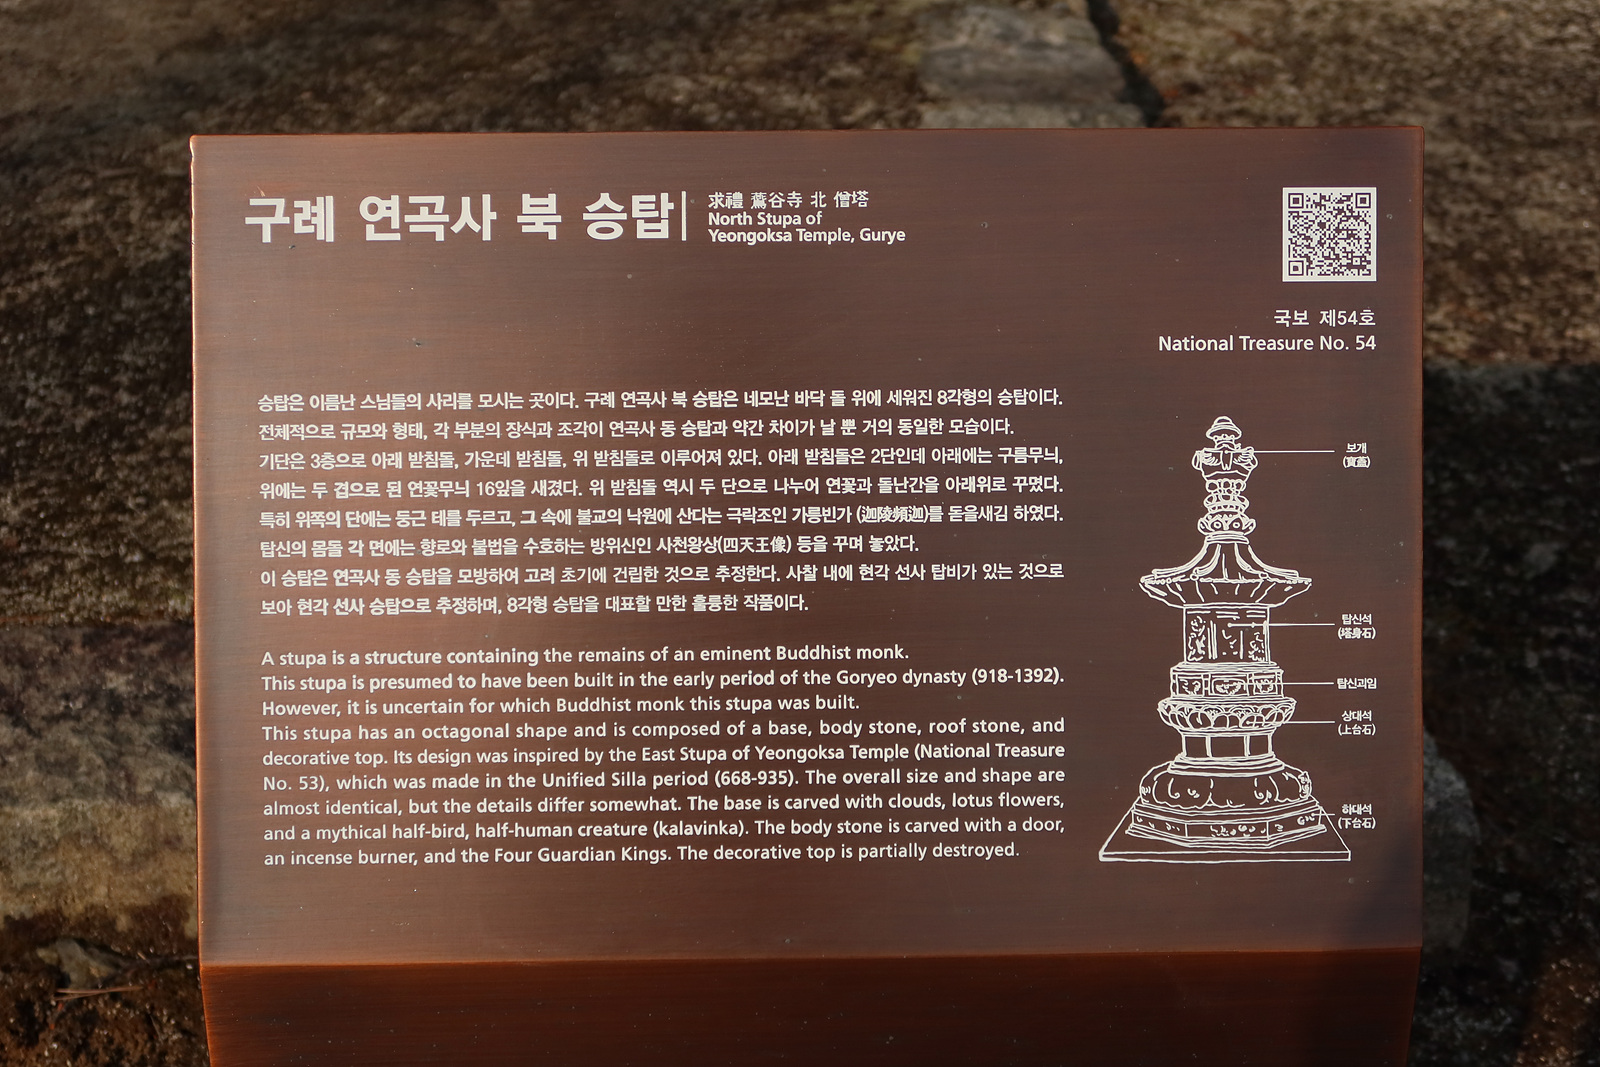 구례 연곡사 북 승탑
求禮 鷰谷寺 北 僧塔
North Stupa of
Yeongoksa Temple, Gurye
국보 제54호
National Treasure No. 54
승탑은 이름난 스님들의 사리를 모시는 곳이다. 구례 연곡사 북 승탑은 네모난 바닥 돌 위에 세워진 8각형의 승탑이다.
전체적으로 규모와 형태, 각 부분의 장식과 조각이 연곡사 동 승탑과 약간 차이가 날 뿐 거의 동일한 모습이다.
기단은 3층으로 아래 받침돌, 가운데 받침돌, 위 받침돌로 이루어져 있다. 아래 받침돌은 2단인데 아래에는 구름무늬,
위에는 두 겹으로 된 연꽃무늬 16잎을 새겼다. 위 받침돌 역시 두 단으로 나누어 연꽃과 돌난간을 아래위로 꾸몄다.
특히 위쪽의 단에는 둥근 테를 두르고, 그 속에 불교의 낙원에 산다는 극락조인 가릉빈가 (迦陵頻迦)를 돋을새김 하였다.
탑신의 몸돌 각 면에는 향로와 불법을 수호하는 방위신인 사천왕상(四天王像) 등을 꾸며 놓았다.
이 승탑은 연곡사 동 승탑을 모방하여 고려 초기에 건립한 것으로 추정한다. 사찰 내에 현각 선사 탑비가 있는 것으로
보아 현각 선사 승탑으로 추정하며, 8각형 승탑을 대표할 만한 훌륭한 작품이다.
A stupa is a structure containing the remains of an eminent Buddhist monk.
This stupa is presumed to have been built in the early period of the Goryeo dynasty (918-1392).
However, it is uncertain for which Buddhist monk this stupa was built.
This stupa has an octagonal shape and is composed of a base, body stone, roof stone, and
decorative top. Its design was inspired by the East Stupa of Yeongoksa Temple (National Treasure
No. 53), which was made in the Unified Silla period (668-935). The overall size and shape are
almost identical, but the details differ somewhat. The base is carved with clouds, lotus flowers,
and a mythical half-bird, half-human creature (kalavinka). The body stone is carved with a door,
an incense burner, and the Four Guardian Kings. The decorative top is partially destroyed.
보개
(寶蓋)
탑신석
(塔身石)
탑신괴임
상대석
(上台石)
하대석
(下台石)